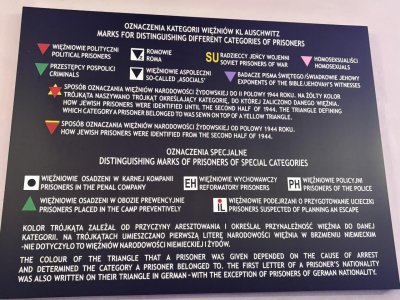 OZNACZENIA KATEGORII WIĘŹNIÓW KL AUSCHWITZ
MARKS FOR DISTINGUISHING DIFFERENT CATEGORIES OF PRISONERS
WIĘŹNIOWIE POLITYCZNI
POLITICAL PRISONERS
ROMOWIE
ROMA
SU RADZIECCY JEŃCY WOJENNI
SOVIET PRISONERS OF WAR
HOMOSEKSUALIŚCI
HOMOSEXUALS
PRZESTĘPCY POSPOLICI
CRIMINALS
WIĘŹNIOWIE ASPOŁECZNI
SO-CALLED „ASOCIALS"
BADACZE PISMA ŚWIĘTEGO/ŚWIADKOWIE JEHOWY
EXPONENTS OF THE BIBLE/JEHOVAH'S WITNESSES
SPOSÓB OZNACZANIA WIĘŹNIÓW NARODOWOŚCI ŻYDOWSKIEJ DO II POŁOWY 1944 ROKU. NA ŻÓŁTY KOLOR
TRÓJKĄTA NASZYWANO TRÓJKĄT OKREŚLAJĄCY KATEGORIĘ, DO KTÓREJ ZALICZONO DANEGO WIĘŹNIA.
HOW JEWISH PRISONERS WERE IDENTIFIED UNTIL THE SECOND HALF OF 1944, THE TRIANGLE DEFINING
WHICH CATEGORY A PERSON BELONGED TO WAS SEWN ON TOP OF A YELLOW TRIANGLE.
SPOSÓB OZNACZANIA WIĘŹNIÓW NARODOWOŚCI ŻYDOWSKIEJ OD II POŁOWY 1944 ROKU.
HOW JEWISH PRISONERS WERE IDENTIFIED FROM THE SECOND HALF OF 1944.
OZNACZENIA SPECJALNE
DISTINGUISHING MARKS OF PRISONERS OF SPECIAL CATEGORIES
WIĘŹNIOWIE OSADZENI W KARNEJ KOMPANII
PRISONERS IN THE PENAL COMPANY
EH WIĘŹNIOWIE WYCHOWAWCZY
REFORMATORY PRISONERS
PH WIĘŹNIOWIE POLICYJNI
PRISONERS OF THE POLICE
WIĘŹNIOWIE OSADZENI W OBOZIE PREWENCYJNIE
PRISONERS PLACED IN THE CAMP PREVENTIVELY
iL WIĘŹNIOWIE PODEJRZANI O PRZYGOTOWANIE UCIECZKI
PRISONERS SUSPECTED OF PLANNING AN ESCAPE
KOLOR TRÓJKĄTA ZALEŻAŁ OD PRZYCZYNY ARESZTOWANIA I OKREŚLAŁ PRZYNALEŻNOŚĆ WIĘŹNIA DO DANEJ
KATEGORII. NA TRÓJKĄTACH UMIESZCZANO PIERWSZĄ LITERĘ NARODOWOŚCI WIĘŹNIA W BRZMIENIU NIEMIECKIM
- NIE DOTYCZYŁO TO WIĘŹNIÓW NARODOWOŚCI NIEMIECKIEJ I ŻYDÓW.
THE COLOUR OF THE TRIANGLE THAT A PRISONER WAS GIVEN DEPENDED ON THE CAUSE OF ARREST
AND DETERMINED THE CATEGORY A PRISONER BELONGED TO. THE FIRST LETTER OF A PRISONER'S NATIONALITY
WAS ALSO WRITTEN ON THEIR TRIANGLE IN GERMAN - WITH THE EXCEPTION OF PRISONERS OF GERMAN NATIONALITY.